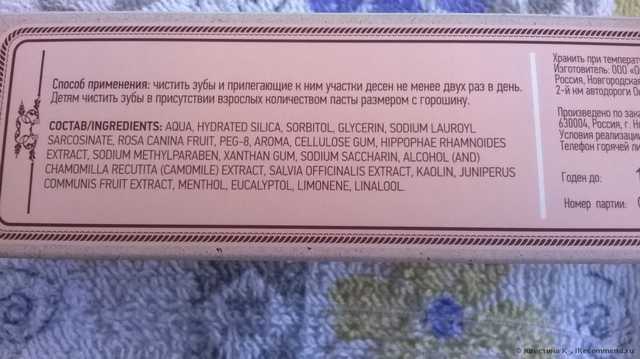 Способ применения: чистить зубы и прилегающие к ним участки десен не менее двух раз в день.
Детям чистить зубы в присутствии взрослых количеством пасты размером с горошину.
СОСТАВ/INGREDIENTS: AQUA, HYDRATED SILICA, SORBITOL, GLYCERIN, SODIUM LAUROYL
SARCOSINATE, ROSA CANINA FRUIT, PEG-8, AROMA, CELLULOSE GUM, HIPPOPHAE RHAMNOIDES
EXTRACT, SODIUM METHYLPARABEN, XANTHAN GUM, SODIUM SACCHARIN, ALCOHOL (AND)
CHAMOMILLA RECUTITA (CAMOMILE) EXTRACT, SALVIA OFFICINALIS EXTRACT, KAOLIN, JUNIPERUS
COMMUNIS FRUIT EXTRACT, MENTHOL, EUCALYPTOL, LIMONENE, LINALOOL.
Хранить при температ
Изготовитель: ООО
Россия, Новгородская
2-й км автодороги
Произведено по зака
630004, Россия, г.
Условия реализации
Телефон горячей ли
Годен до:
Номер партии:
© Кристина К. , iRecommend.ru